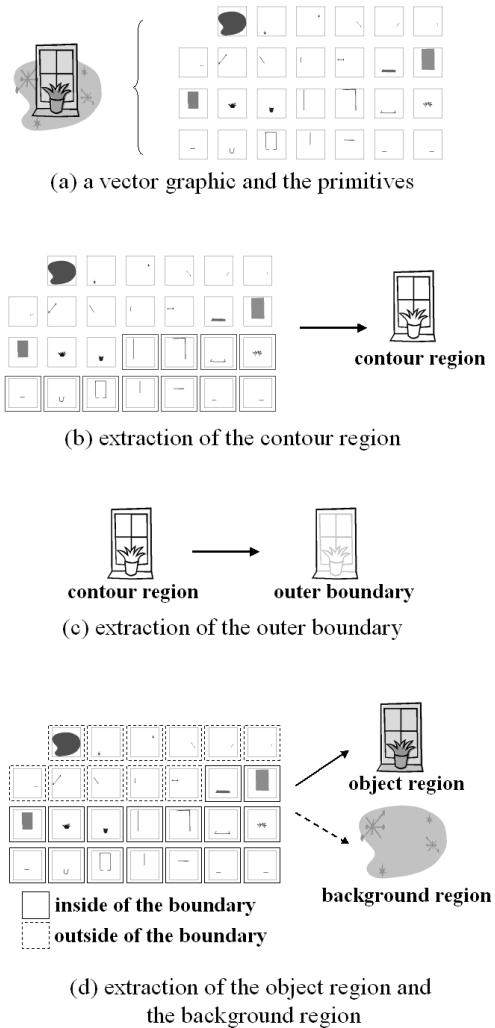 (a) a vector graphic and the primitives
contour region
(b) extraction of the contour region
contour region
outer boundary
(c) extraction of the outer boundary
object region
background region
inside of the boundary
outside of the boundary
(d) extraction of the object region and
the background region